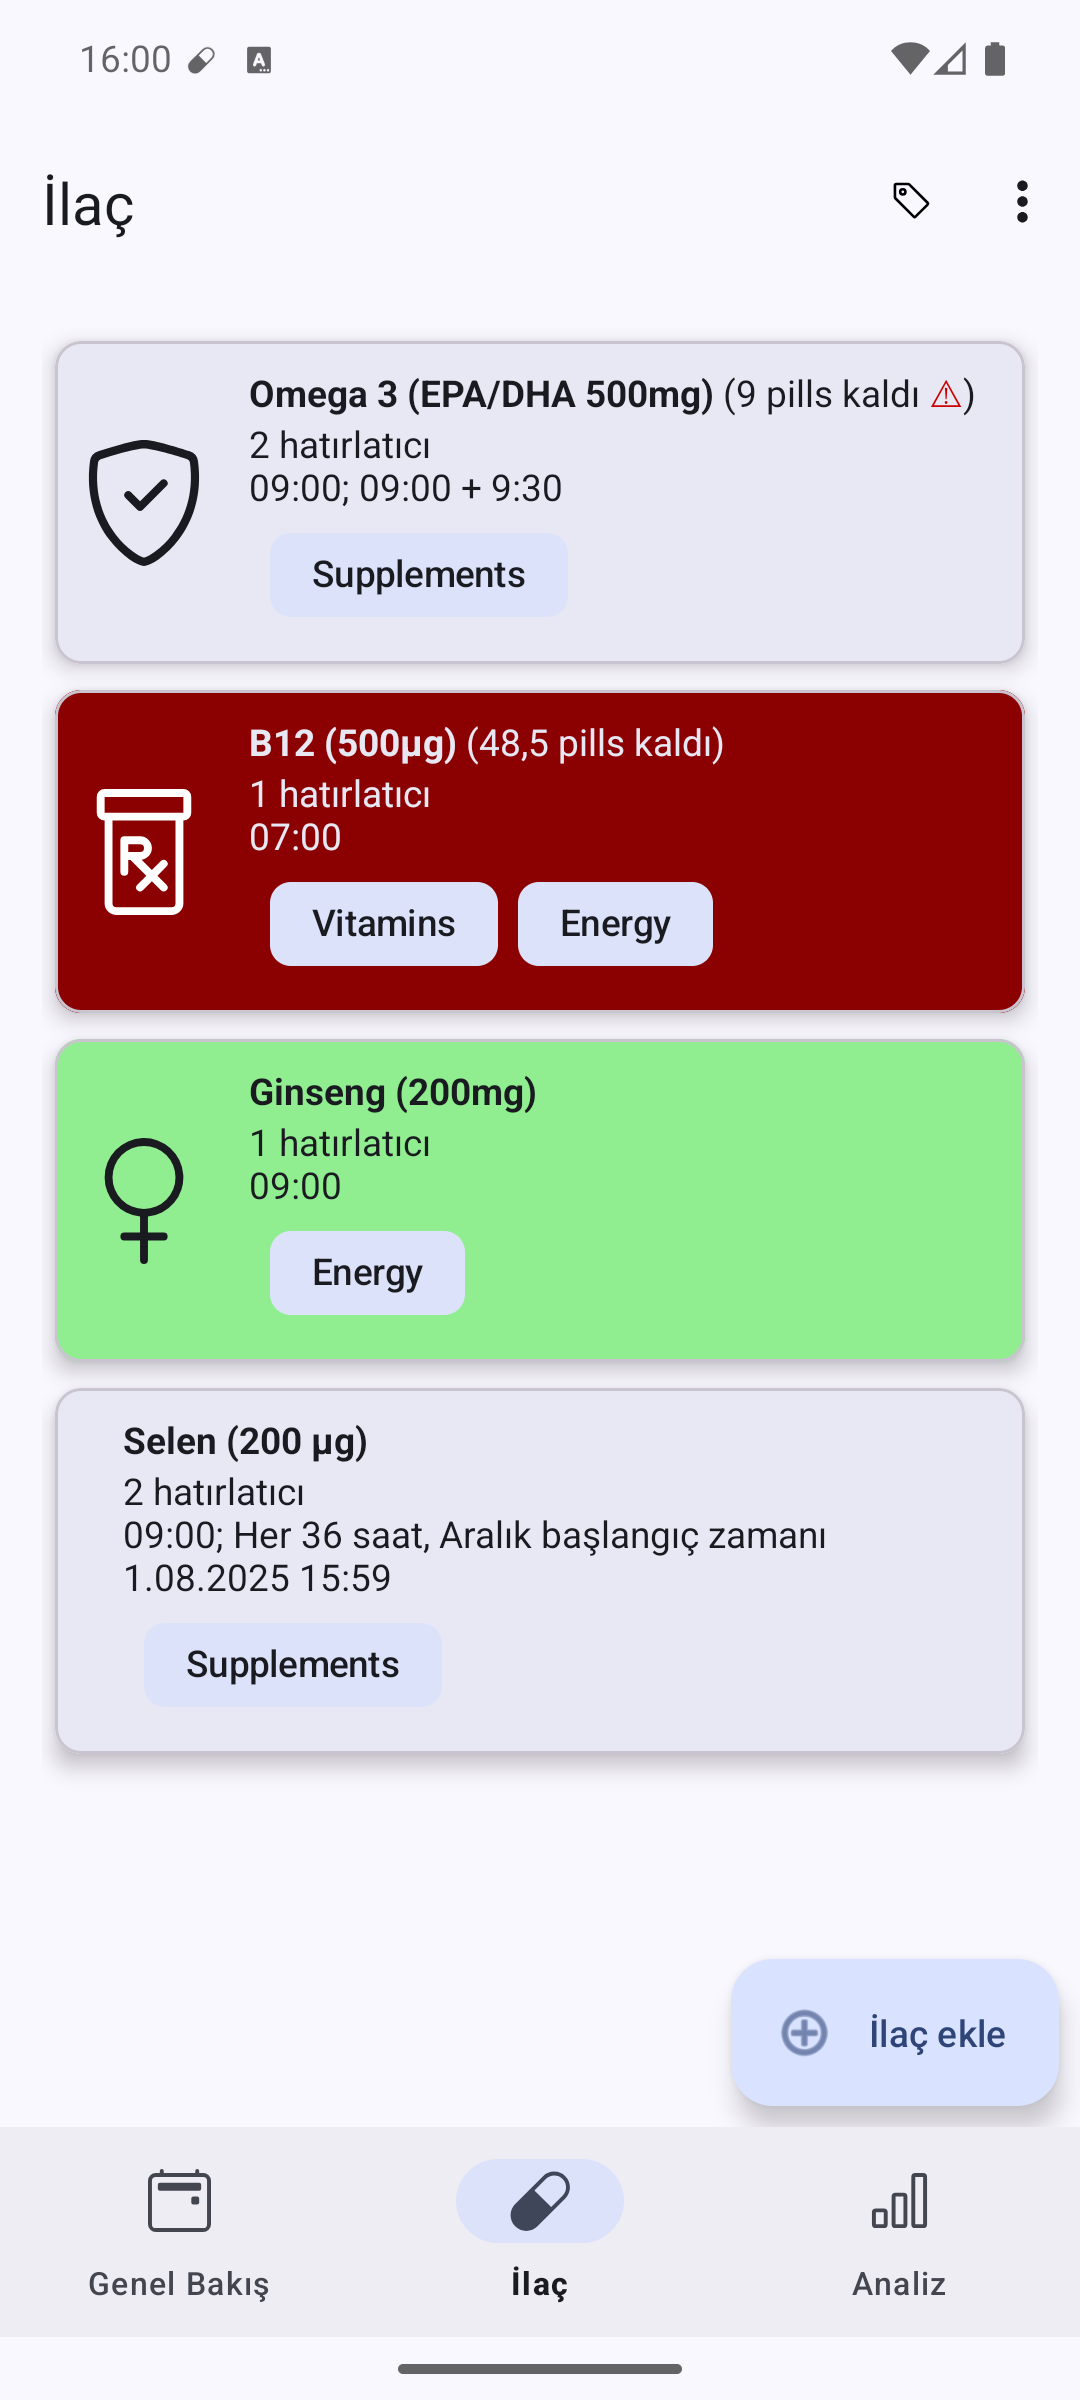 16:00
İlaç
Omega 3 (EPA/DHA 500mg) (9 pills kaldı ⚠)
2 hatırlatıcı
09:00; 09:00 + 9:30
Supplements
B12 (500µg) (48,5 pills kaldı)
1 hatırlatıcı
07:00
Vitamins Energy
Ginseng (200mg)
1 hatırlatıcı
09:00
Energy
Selen (200 µg)
2 hatırlatıcı
09:00; Her 36 saat, Aralık başlangıç zamanı
1.08.2025 15:59
Supplements
İlaç ekle
Genel Bakış İlaç Analiz